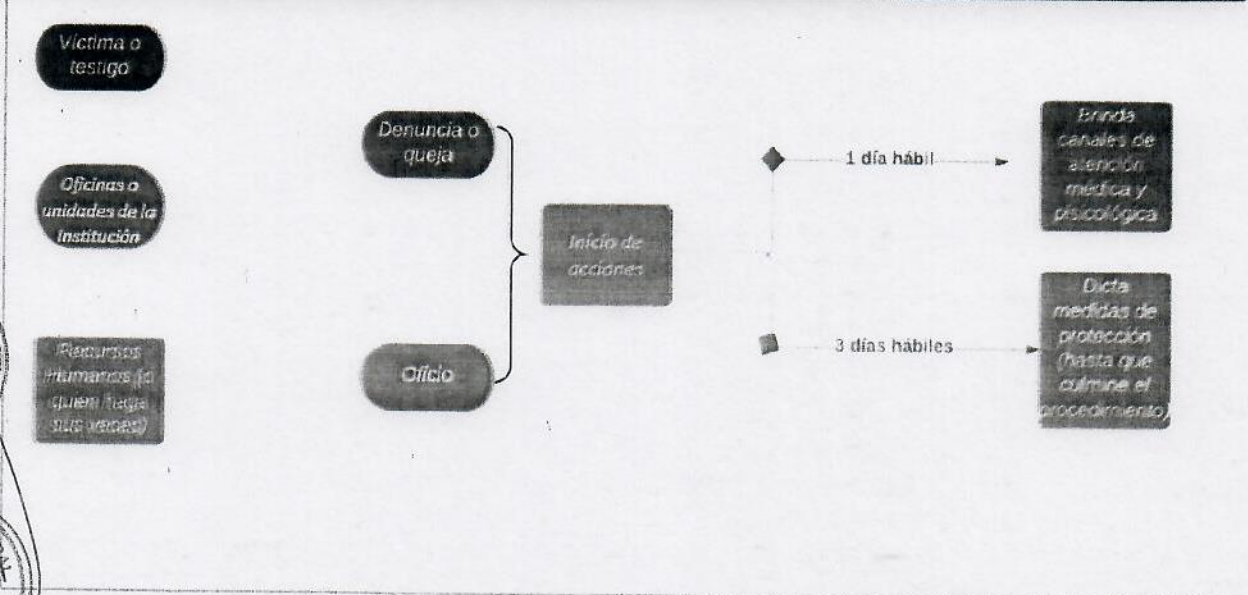 Víctima o
testigo
Oficinas o
unidades de la
Institución
Recursos
Humanos (o
quien haga
sus veces)
Denuncia o
queja
Oficio
Inicio de
acciones
1 día hábil
3 días hábiles
Brinda
canales de
atención
médica y
pisicológica
Dicta
medidas de
protección
(hasta que
culmine el
procedimiento)